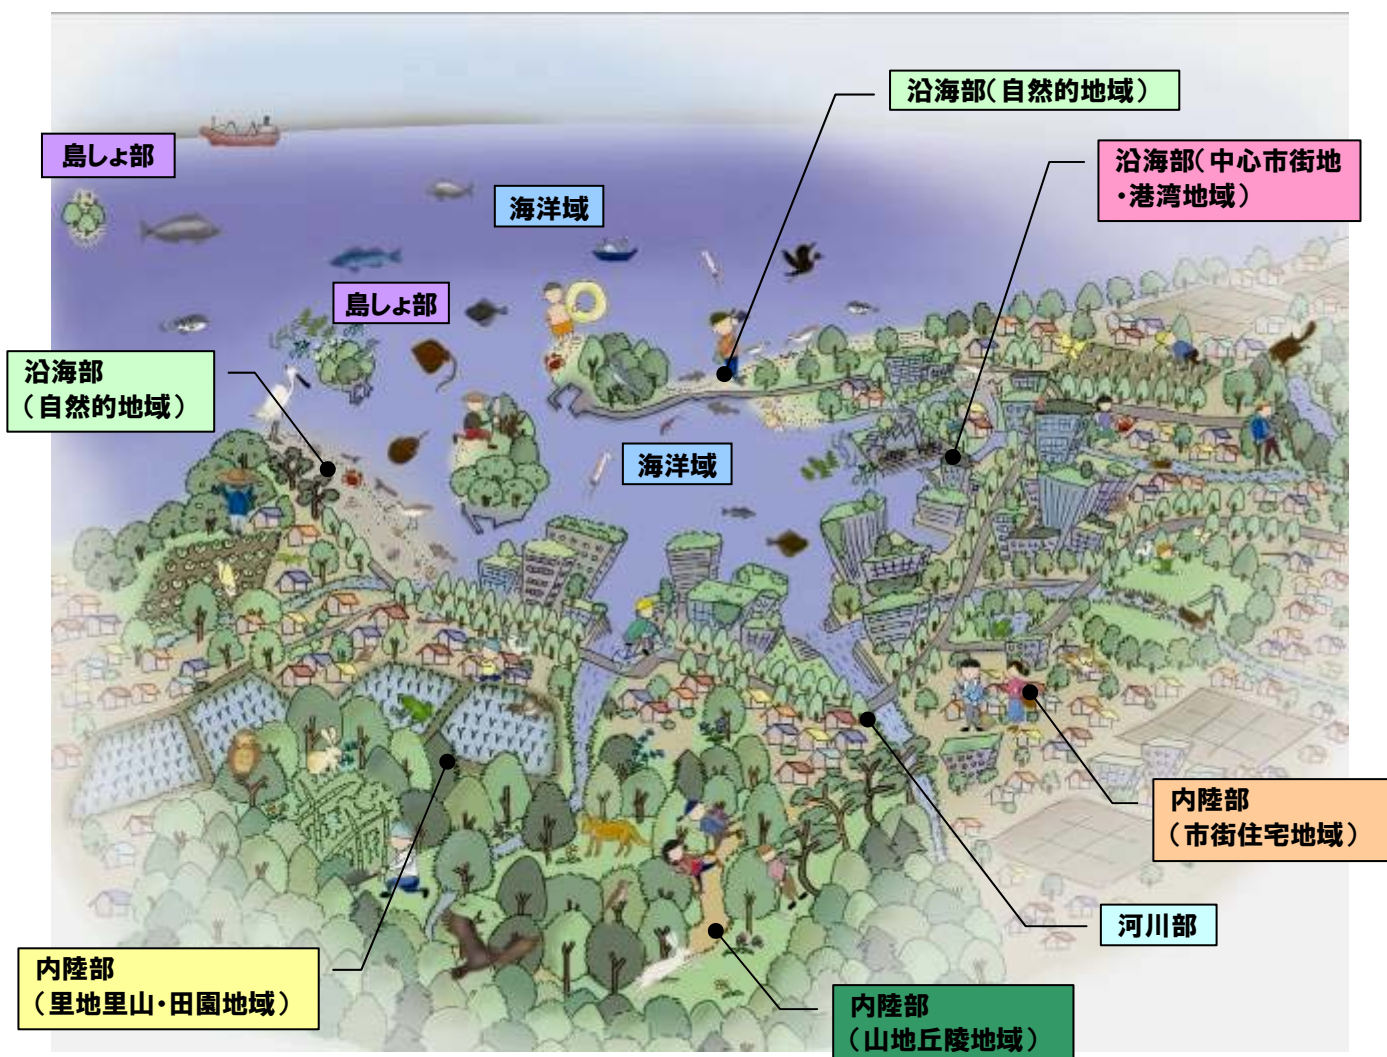 沿海部（自然的地域）
島しょ部
沿海部（中心市街地
・港湾地域）
海洋域
島しょ部
沿海部
（自然的地域）
海洋域
内陸部
（市街住宅地域）
河川部
内陸部
（里地里山・田園地域）
内陸部
（山地丘陵地域）